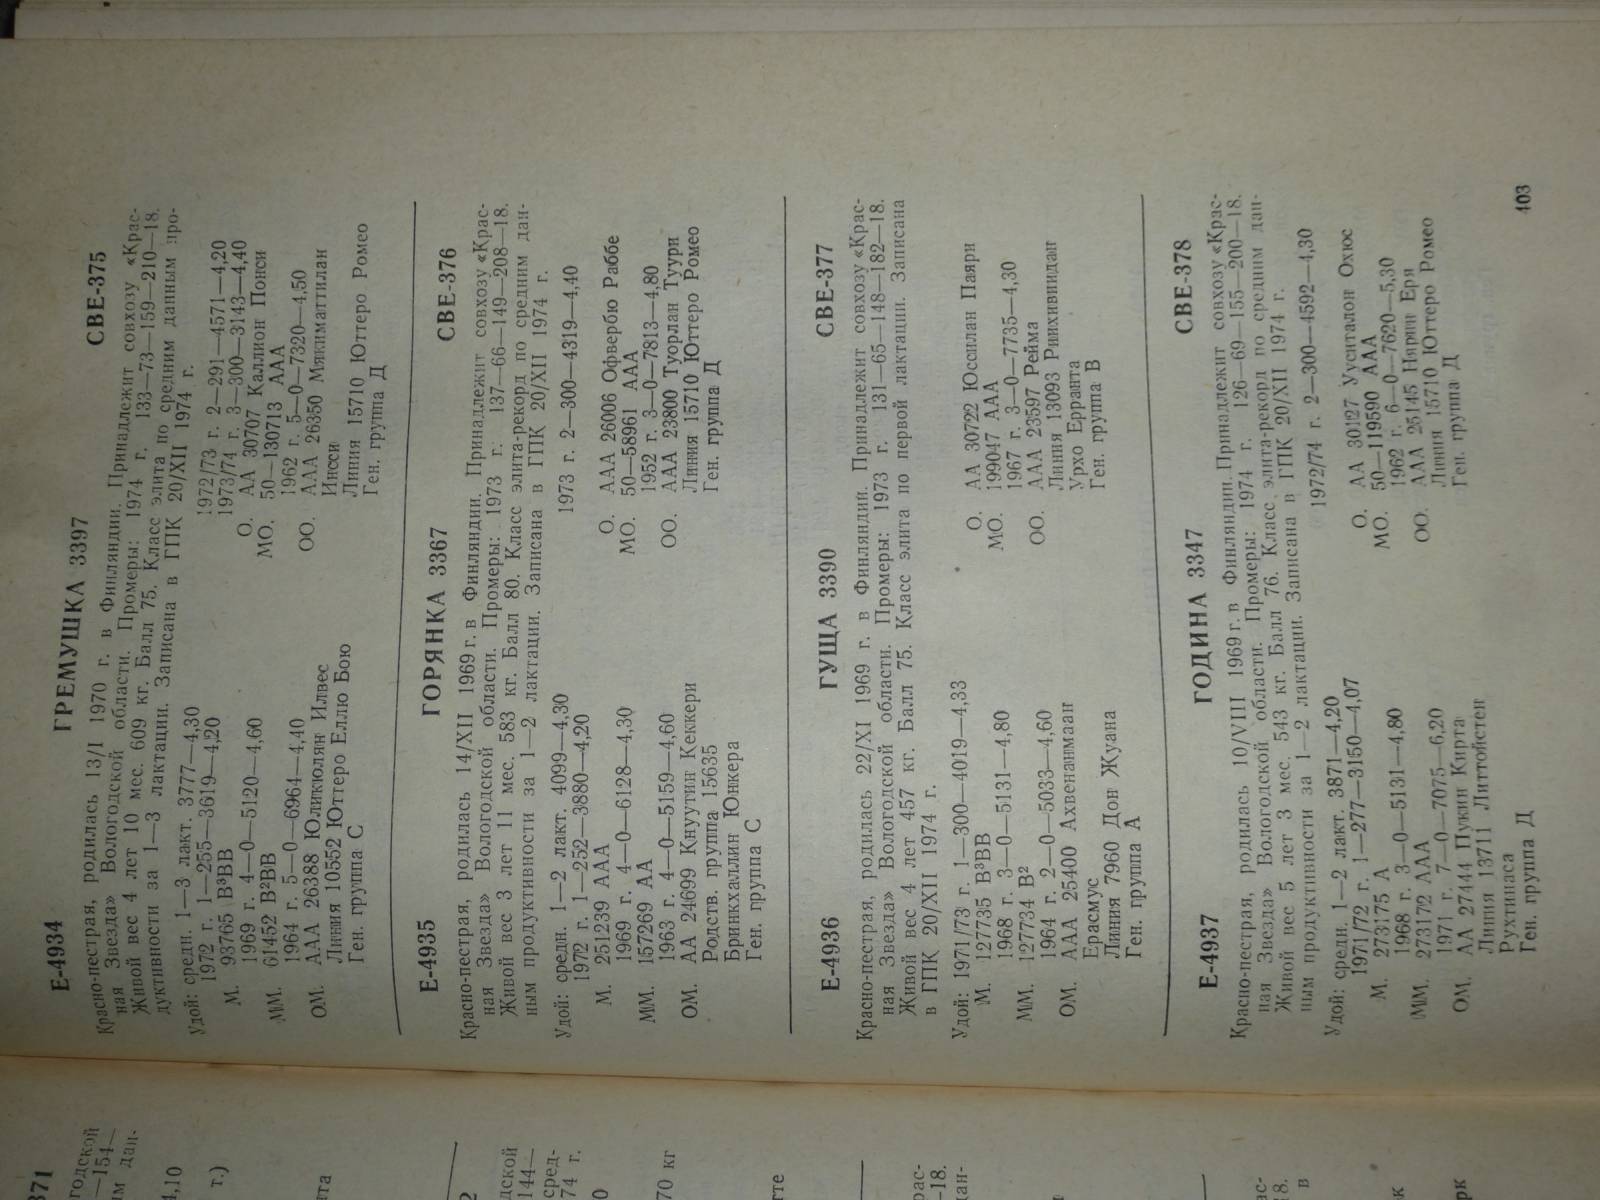 Е-4934 ГРЕМУШКА 3397 СВЕ-375
Красно-пестрая, родилась 13/I 1970 г. в Финляндии. Принадлежит совхозу «Крас-
ная Звезда» Вологодской области. Промеры: 1974 г. 133—73—159—210—18.
Живой вес 4 лет 10 мес. 609 кг. Балл 75. Класс элита по средним данным про-
дуктивности за 1—3 лактации. Записана в ГПК 20/XII 1974 г.
Удой: средн. 1—3 лакт. 3777—4,30
1972 г. 1—255—3619—4,20
М. 93765 В³ВВ
1969 г. 4—0—5120—4,60
ММ. 61452 В²ВВ
1964 г. 5—0—6964—4,40
ОМ. ААА 26388 Юликюлян Илвес
Линия 10552 Юттеро Еллю Бою
Ген. группа С
1972/73 г. 2—291—4571—4,20
1973/74 г. 3—300—3143—4,40
О. АА 30707 Каллион Понси
МО. 50—130713 ААА
1962 г. 5—0—7320—4,50
ОО. ААА 26350 Мякиматтилан
Инсси
Линия 15710 Юттеро Ромео
Ген. группа Д
Е-4935 ГОРЯНКА 3367 СВЕ-376
Красно-пестрая, родилась 14/XII 1969 г. в Финляндии. Принадлежит совхозу «Крас-
ная Звезда» Вологодской области. Промеры: 1973 г. 137—66—149—208—18.
Живой вес 3 лет 11 мес. 583 кг. Балл 80. Класс элита-рекорд по средним дан-
ным продуктивности за 1—2 лактации. Записана в ГПК 20/XII 1974 г.
Удой: средн. 1—2 лакт. 4099—4,30
1972 г. 1—252—3880—4,20
М. 251239 ААА
1969 г. 4—0—6128—4,30
ММ. 157269 АА
1963 г. 4—0—5159—4,60
ОМ. АА 24699 Кнуутин Кеккери
Родств. группа 15635
Бринкхаллин Юнкера
Ген. группа С
1973 г. 2—300—4319—4,40
О. ААА 26006 Офвербю Раббе
МО. 50—58961 ААА
1952 г. 3—0—7813—4,80
ОО. ААА 23800 Туорлан Туури
Линия 15710 Юттеро Ромео
Ген. группа Д
Е-4936 ГУЩА 3390 СВЕ-377
Красно-пестрая, родилась 22/XI 1969 г. в Финляндии. Принадлежит совхозу «Крас-
ная Звезда» Вологодской области. Промеры: 1973 г. 131—65—148—182—18.
Живой вес 4 лет 457 кг. Балл 75. Класс элита по первой лактации. Записана
в ГПК 20/XII 1974 г.
Удой: 1971/73 г. 1—300—4019—4,33
М. 127735 В³ВВ
1968 г. 3—0—5131—4,80
ММ. 127734 В²
1964 г. 2—0—5033—4,60
ОМ. ААА 25400 Ахвенанмаан
Ерасмус
Линия 7960 Дон Жуана
Ген. группа А
О. АА 30722 Юссилан Паяри
МО. 199047 ААА
1967 г. 3—0—7735—4,30
ОО. ААА 23597 Рейма
Линия 13093 Риихивиидан
Урхо Ерранта
Ген. группа В
Е-4937 ГОДИНА 3347 СВЕ-378
Красно-пестрая, родилась 10/VIII 1969 г. в Финляндии. Принадлежит совхозу «Крас-
ная Звезда» Вологодской области. Промеры: 1974 г. 126—69—155—200—18.
Живой вес 5 лет 3 мес. 543 кг. Балл 76. Класс элита-рекорд по средним дан-
ным продуктивности за 1—2 лактации. Записана в ГПК 20/XII 1974 г.
Удой: средн. 1—2 лакт. 3871—4,20
1971/72 г. 1—277—3150—4,07
М. 273175 А
1968 г. 3—0—5131—4,80
ММ. 273172 ААА
1971 г. 7—0—7075—6,20
ОМ. АА 27444 Пукин Кирта
Линия 13711 Литтойстен
Рухтинаса
Ген. группа Д
1972/74 г. 2—300—4592—4,30
О. АА 30127 Ууситалон Охюс
МО. 50—119590 ААА
1962 г. 6—0—7620—5,30
ОО. ААА 25145 Еря
Линия 15710 Юттеро Ромео
Ген. группа Д
403